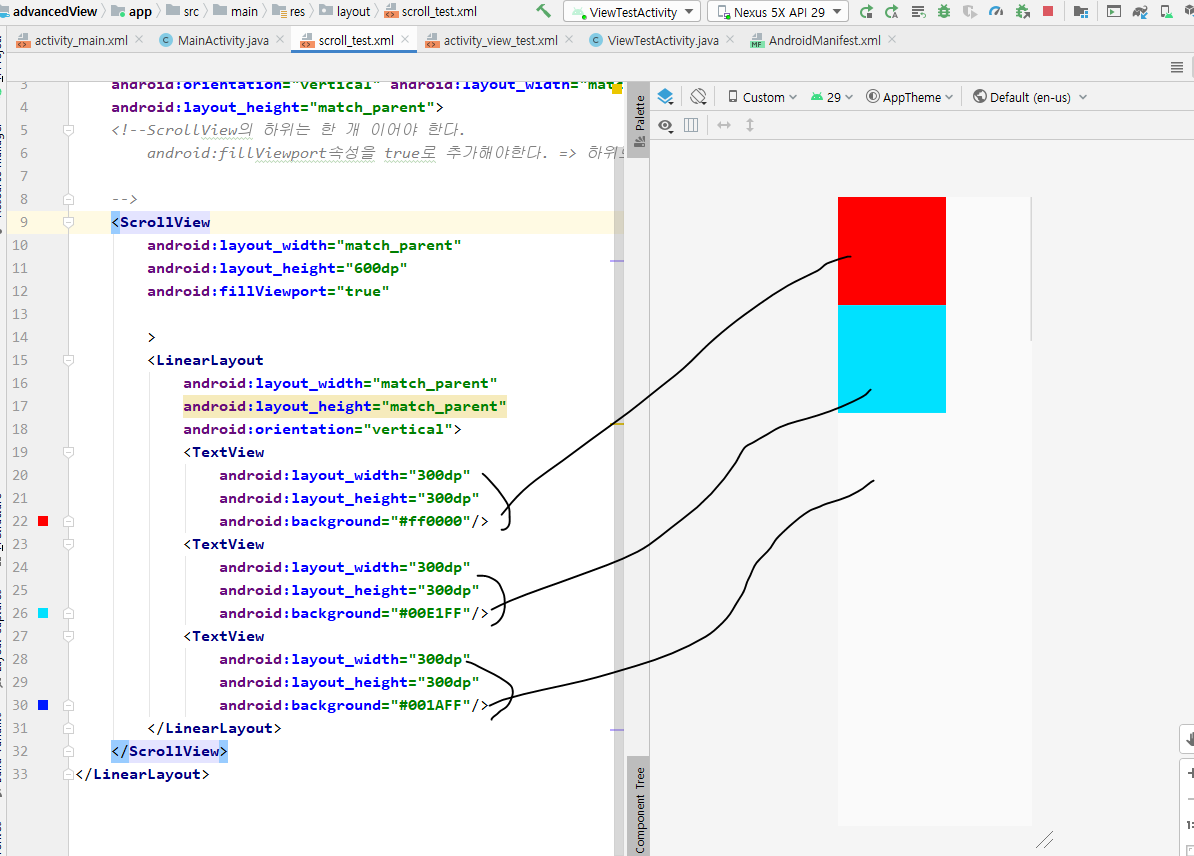 advancedView app src main res layout scroll_test.xml ViewTestActivity Nexus 5X API 29
activity_main.xml MainActivity.java scroll_test.xml activity_view_test.xml ViewTestActivity.java AndroidManifest.xml
3 android:orientation="vertical" android:layout_width="mat
4 android:layout_height="match_parent">
5 <!--ScrollView의 하위는 한 개 이어야 한다.
6 android:fillViewport속성을 true로 추가해야한다. => 하위
7
8 -->
9 <ScrollView
10 android:layout_width="match_parent"
11 android:layout_height="600dp"
12 android:fillViewport="true"
13
14 >
15 <LinearLayout
16 android:layout_width="match_parent"
17 android:layout_height="match_parent"
18 android:orientation="vertical">
19 <TextView
20 android:layout_width="300dp"
21 android:layout_height="300dp"
22 android:background="#ff0000"/>
23 <TextView
24 android:layout_width="300dp"
25 android:layout_height="300dp"
26 android:background="#00E1FF"/>
27 <TextView
28 android:layout_width="300dp"
29 android:layout_height="300dp"
30 android:background="#001AFF"/>
31 </LinearLayout>
32 </ScrollView>
33 </LinearLayout>
Palette
Component Tree
Custom 29 AppTheme Default (en-us)